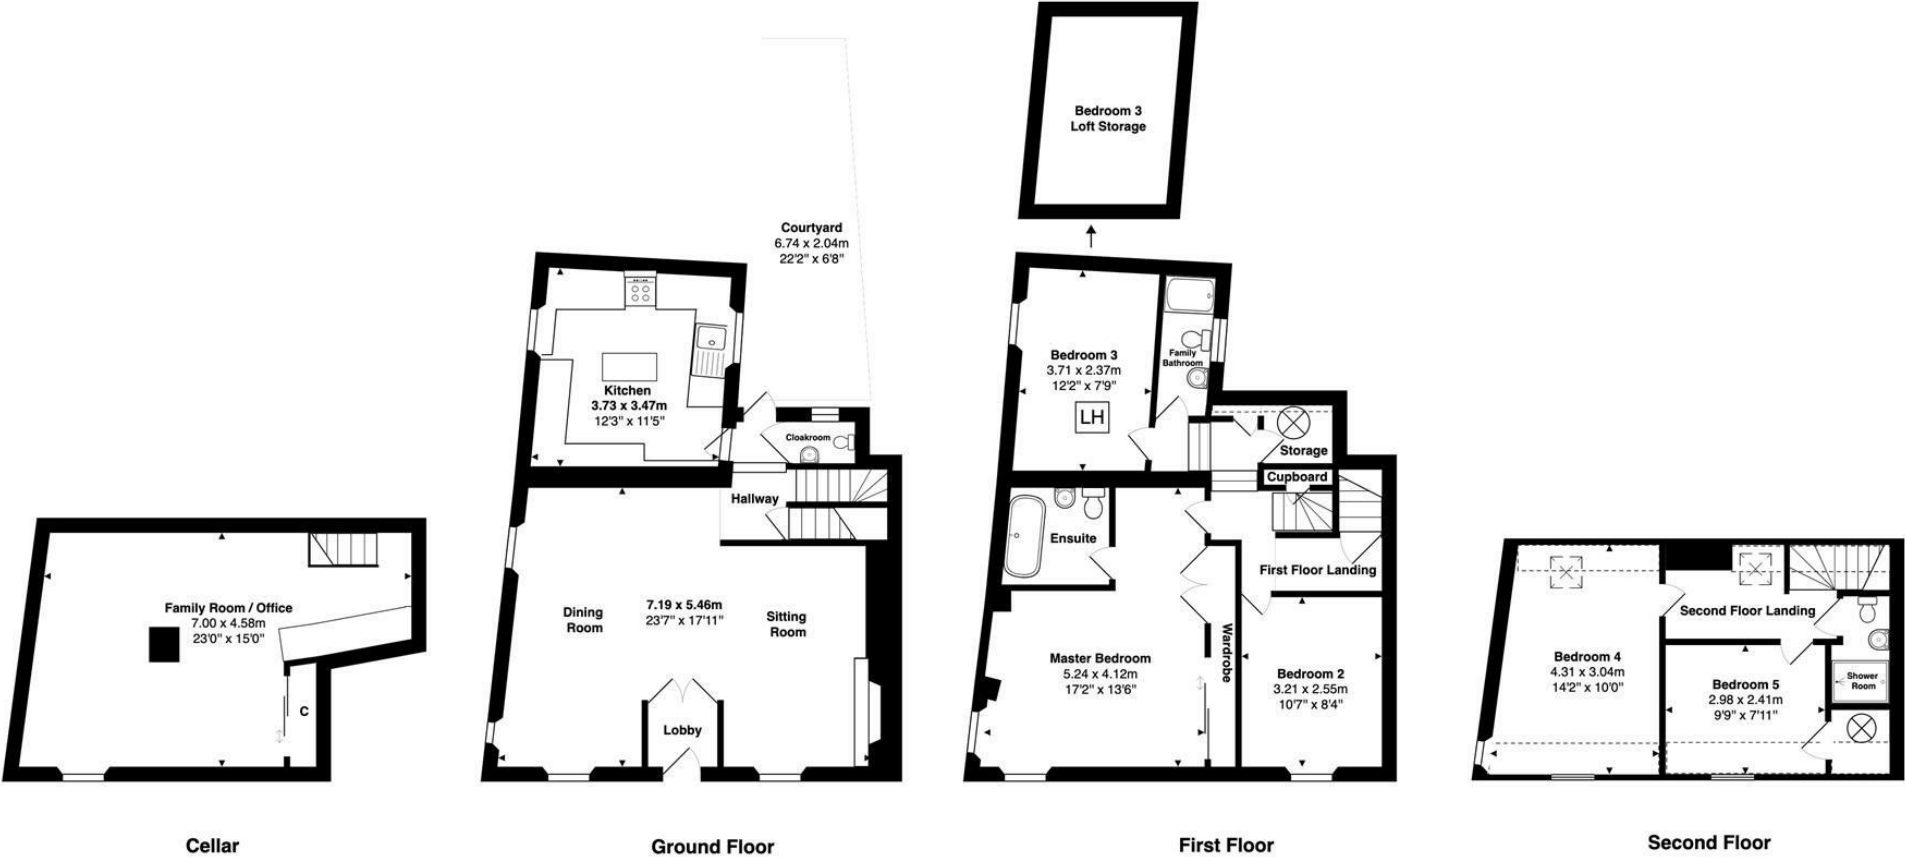 Bedroom 3
Loft Storage
Courtyard
6.74 x 2.04m
22'2" x 6'8"
Kitchen
3.73 x 3.47m
12'3" x 11'5"
Cloakroom
Hallway
Dining
Room
7.19 x 5.46m
23'7" x 17'11"
Sitting
Room
Lobby
Family Room / Office
7.00 x 4.58m
23'0" x 15'0"
C
Bedroom 3
3.71 x 2.37m
12'2" x 7'9"
LH
Family
Bathroom
Storage
Cupboard
Ensuite
First Floor Landing
Master Bedroom
5.24 x 4.12m
17'2" x 13'6"
Wardrobe
Bedroom 2
3.21 x 2.55m
10'7" x 8'4"
Second Floor Landing
Bedroom 4
4.31 x 3.04m
14'2" x 10'0"
Bedroom 5
2.98 x 2.41m
9'9" x 7'11"
Shower
Room
Cellar
Ground Floor
First Floor
Second Floor